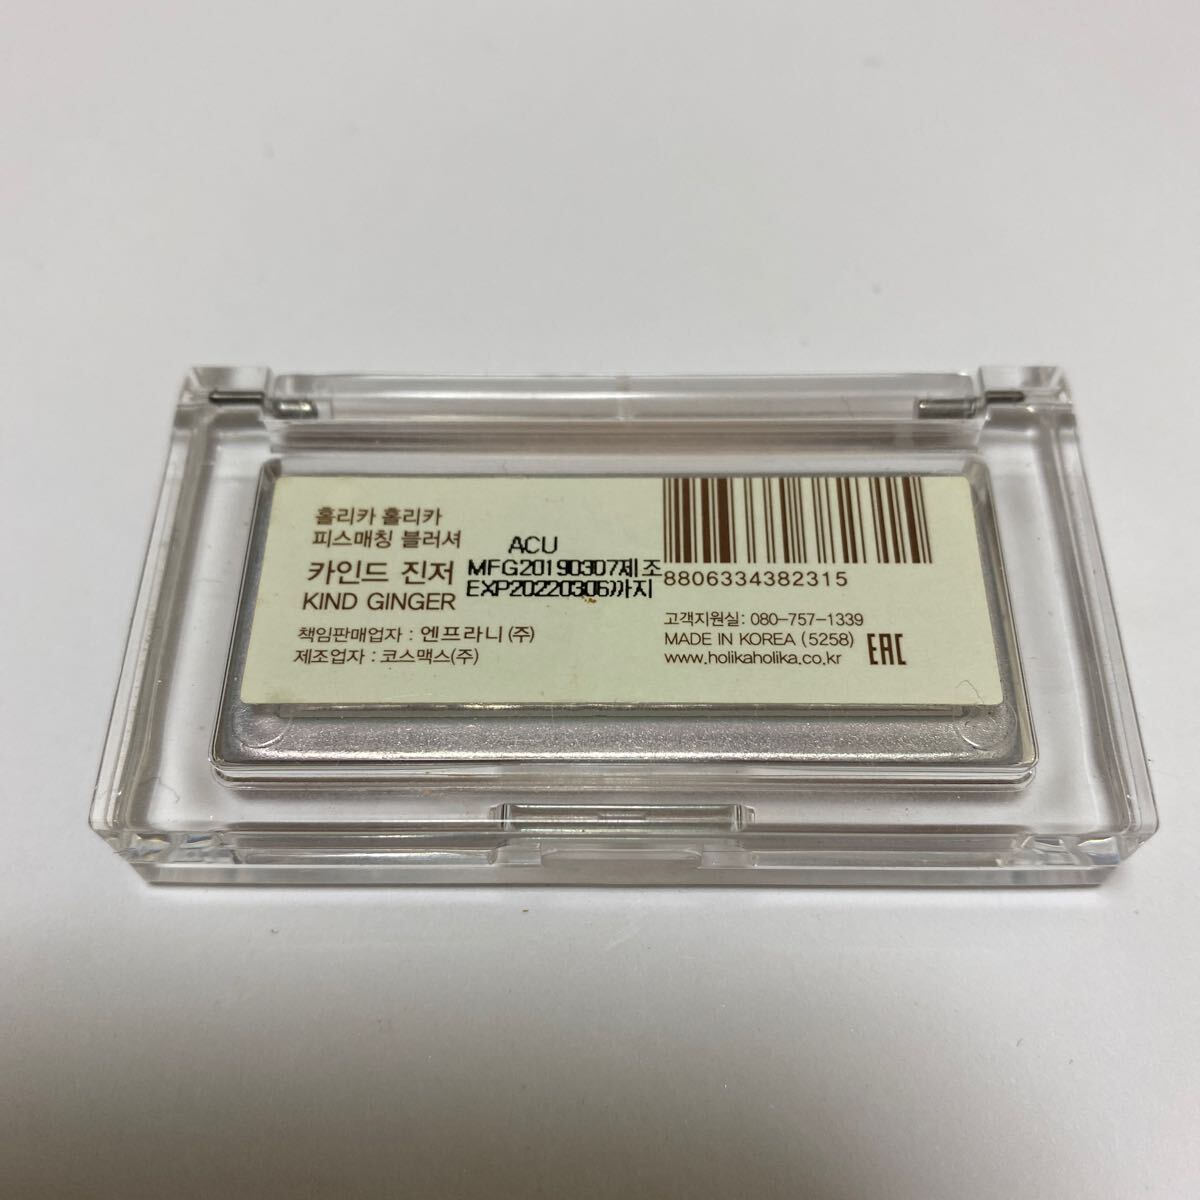 홀리카 홀리카
피스매칭 블러셔
카인드 진저
KIND GINGER
ACU
MFG20190307제조
EXP20220306까지
책임판매업자 : 엔프라니(주)
제조업자 : 코스맥스(주)
8806334382315
고객지원실: 080-757-1339
MADE IN KOREA (5258)
www.holikaholika.co.kr
EAC